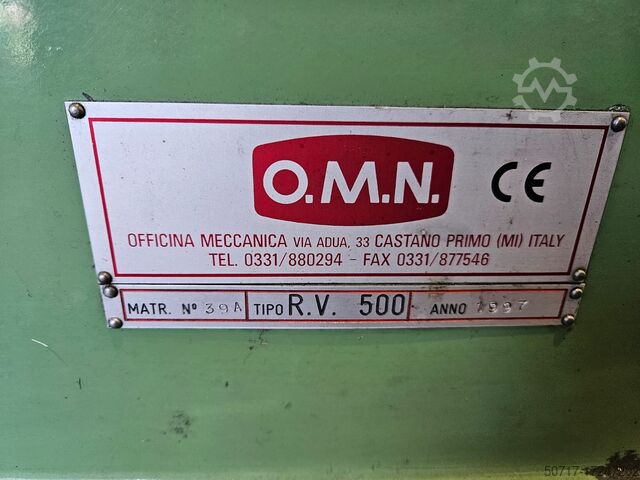 O.M.N. CE
OFFICINA MECCANICA VIA ADUA, 33 CASTANO PRIMO (MI) ITALY
TEL. 0331/880294 - FAX 0331/877546
MATR. Nº 39A TIPO R.V. 500 ANNO 1997